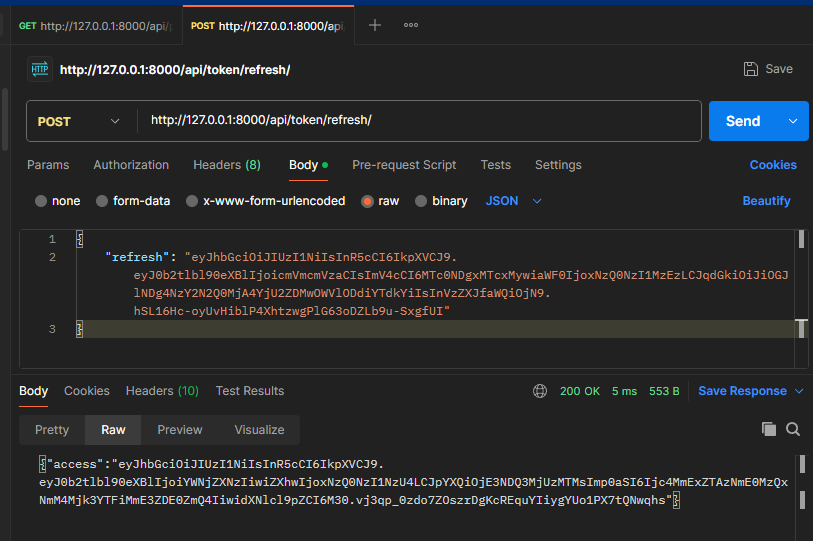 GET http://127.0.0.1:8000/api/p
POST http://127.0.0.1:8000/api,
HTTP http://127.0.0.1:8000/api/token/refresh/
Save
POST http://127.0.0.1:8000/api/token/refresh/
Send
Params Authorization Headers (8) Body Pre-request Script Tests Settings Cookies
none form-data x-www-form-urlencoded raw binary JSON Beautify
1 {
2 "refresh": "eyJhbGciOiJIUzI1NiIsInR5cCI6IkpXVCJ9.
eyJ0b2tlbl90eXBlIjoicmVmcmVzaCIsImV4cCI6MTc0NDgxMTcxMywiaWF0IjoxNzQ0NzI1MzEzLCJqdGkiOiJiOGJ
lNDg4NzY2N2Q0MjA4YjU2ZDMwOWVlODdiYTdkYiIsInVzZXJfaWQiOjN9.
hSL16Hc-oyUvHiblP4XhtzwgPlG63oDZLb9u-SxgfUI"
3 }
Body Cookies Headers (10) Test Results 200 OK 5 ms 553 B Save Response
Pretty Raw Preview Visualize
{"access":"eyJhbGciOiJIUzI1NiIsInR5cCI6IkpXVCJ9.
eyJ0b2tlbl90eXBlIjoiYWNjZXNzIiwiZXhwIjoxNzQ0NzI1NzU4LCJpYXQiOjE3NDQ3MjUzMTMsImp0aSI6Ijc4MmExZTAzNmE0MzQx
NmM4Mjk3YTFiMmE3ZDE0ZmQ4IiwidXNlcl9pZCI6M30.vj3qp_0zdo7ZOszrDgKcREquYIiygYUo1PX7tQNwqhs"}